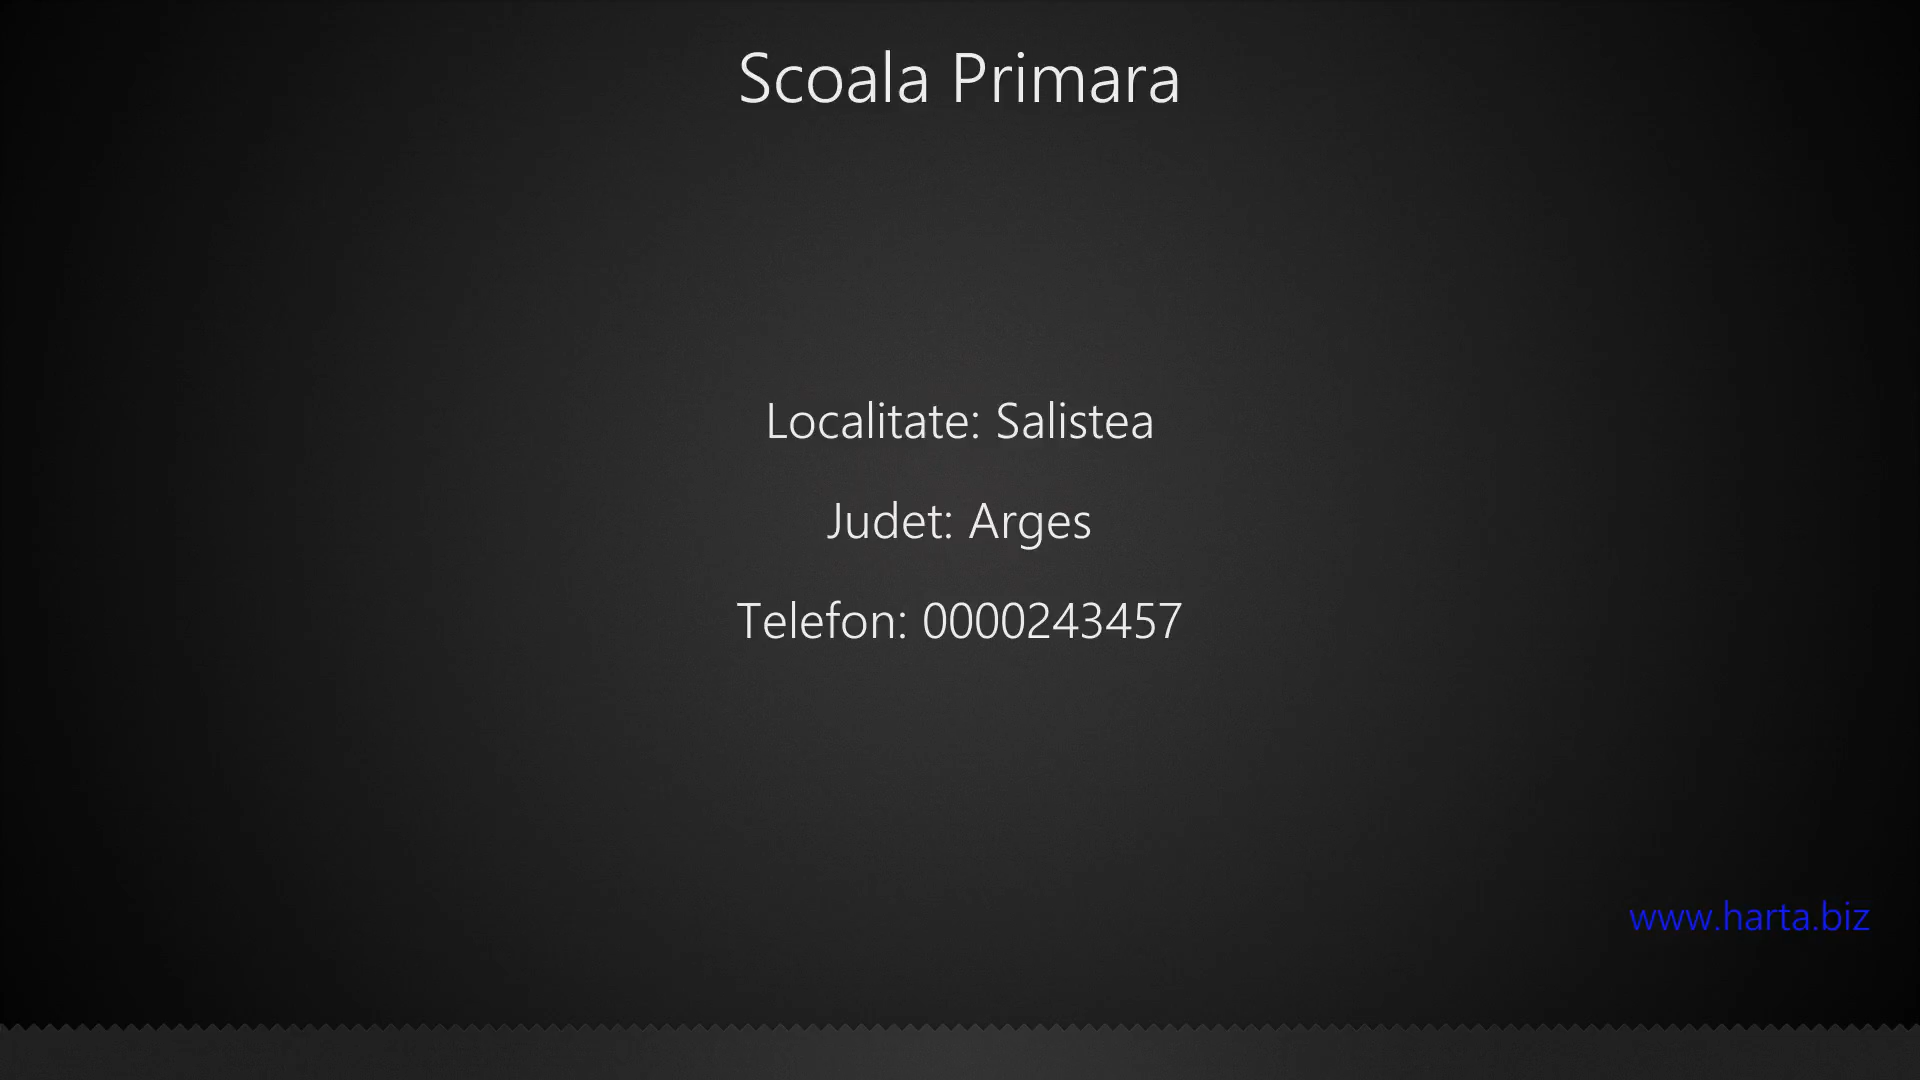 Scoala Primara
Localitate: Salistea
Judet: Arges
Telefon: 0000243457
www.harta.biz